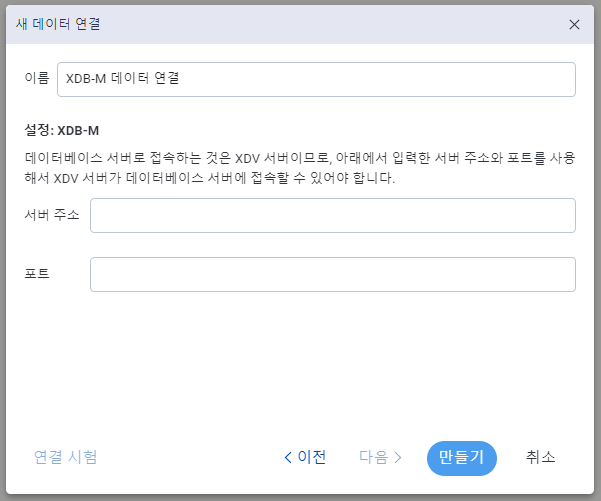 새 데이터 연결
이름
XDB-M 데이터 연결
설정: XDB-M
데이터베이스 서버로 접속하는 것은 XDV 서버이므로, 아래에서 입력한 서버 주소와 포트를 사용
해서 XDV 서버가 데이터베이스 서버에 접속할 수 있어야 합니다.
서버 주소
포트
연결 시험
이전
다음
만들기
취소